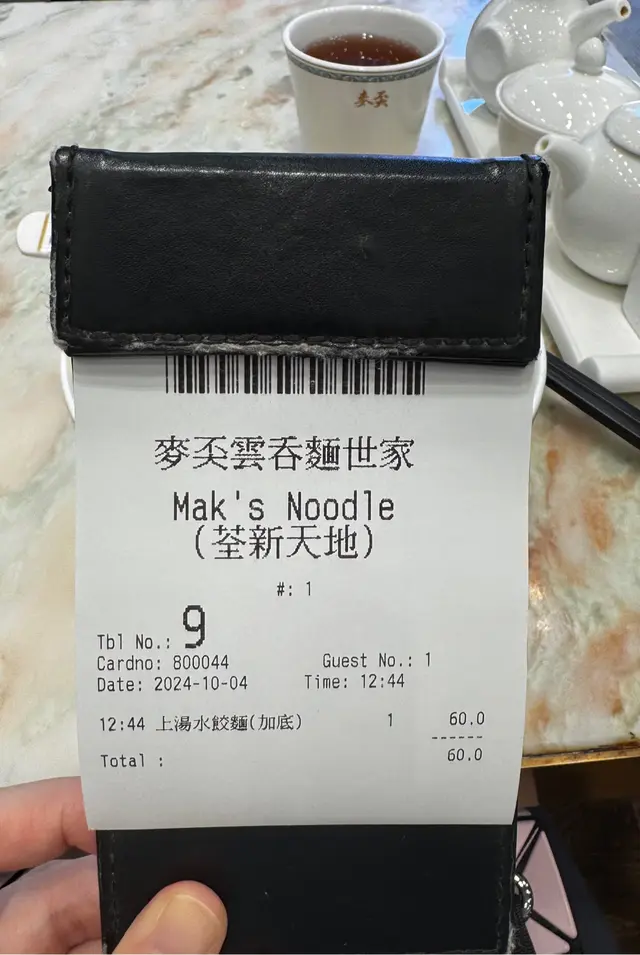 麥奀
麥奀雲吞麵世家
Mak's Noodle
(荃新天地)
#: 1
Tbl No.: 9
Cardno: 800044 Guest No.: 1
Date: 2024-10-04 Time: 12:44
12:44 上湯水餃麵(加底) 1 60.0
------
Total : 60.0